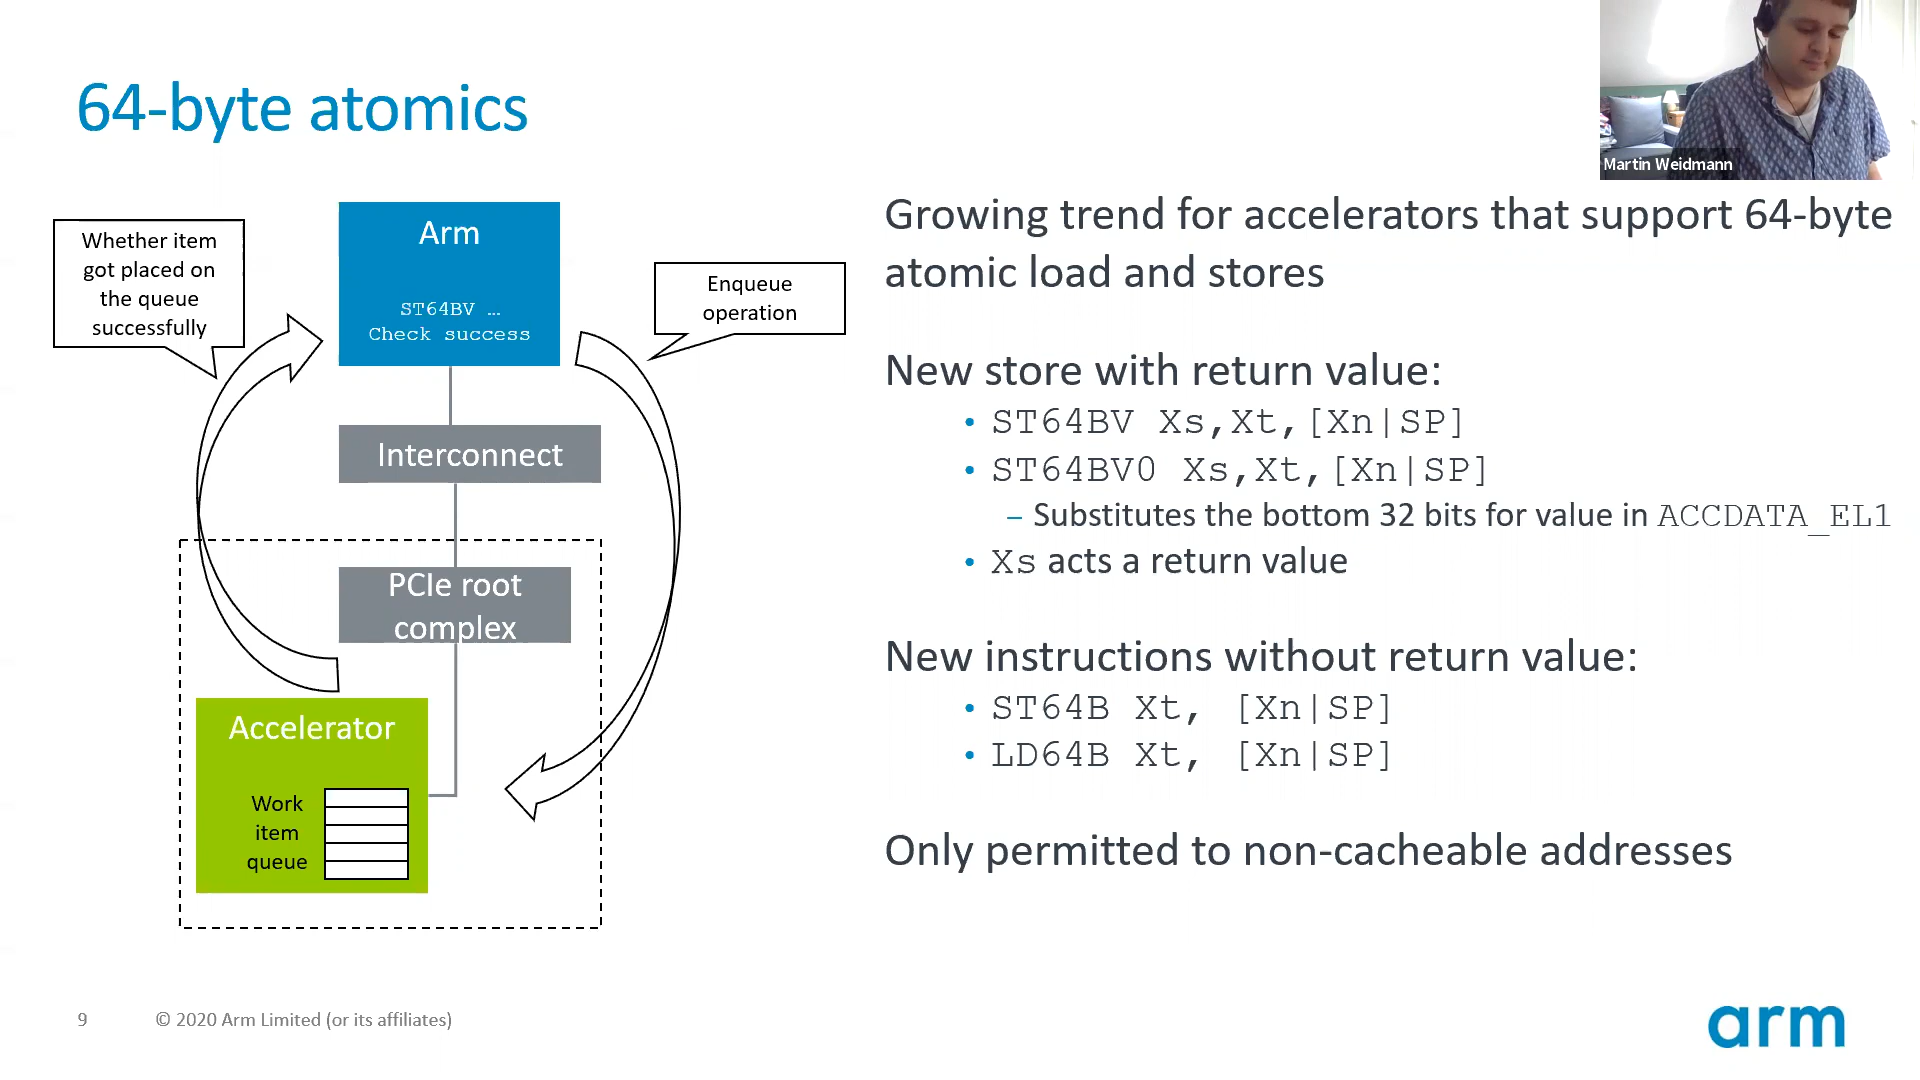 64-byte atomics
Martin Weidmann
Whether item
got placed on
the queue
successfully
Arm
ST64BV …
Check success
Enqueue
operation
Interconnect
PCIe root
complex
Accelerator
Work
item
queue
Growing trend for accelerators that support 64-byte
atomic load and stores
New store with return value:
• ST64BV Xs,Xt,[Xn|SP]
• ST64BV0 Xs,Xt,[Xn|SP]
– Substitutes the bottom 32 bits for value in ACCDATA_EL1
• Xs acts a return value
New instructions without return value:
• ST64B Xt, [Xn|SP]
• LD64B Xt, [Xn|SP]
Only permitted to non-cacheable addresses
9 © 2020 Arm Limited (or its affiliates)
arm